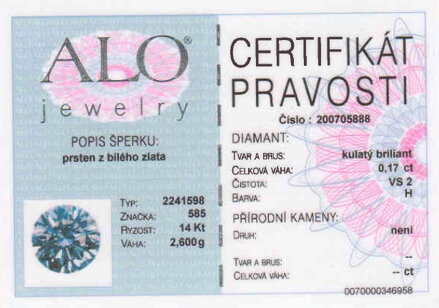 ALO®
jewelry
POPIS ŠPERKU:
prsten z bílého zlata
TYP: 2241598
ZNAČKA: 585
RYZOST: 14 Kt
VÁHA: 2,600g
CERTIFIKÁT
PRAVOSTI
Číslo : 200705888
DIAMANT:
TVAR A BRUS: kulatý briliant
CELKOVÁ VÁHA: 0,17 ct
ČISTOTA: VS 2
BARVA: H
PŘÍRODNÍ KAMENY:
DRUH: není
TVAR A BRUS: --
CELKOVÁ VÁHA: -- ct
0070000346958